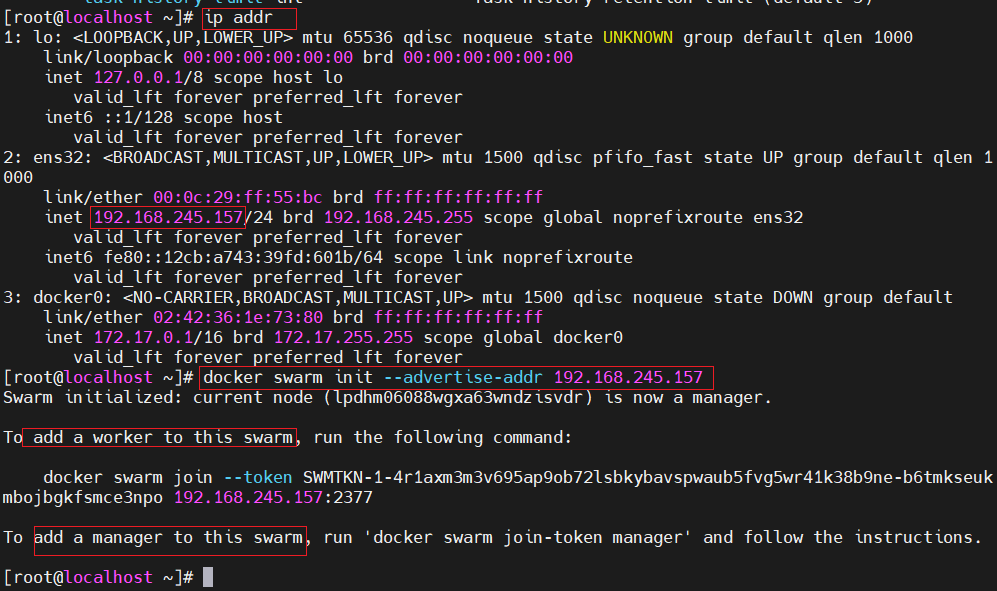 [root@localhost ~]# ip addr
1: lo: <LOOPBACK,UP,LOWER_UP> mtu 65536 qdisc noqueue state UNKNOWN group default qlen 1000
link/loopback 00:00:00:00:00:00 brd 00:00:00:00:00:00
inet 127.0.0.1/8 scope host lo
valid_lft forever preferred_lft forever
inet6 ::1/128 scope host
valid_lft forever preferred_lft forever
2: ens32: <BROADCAST,MULTICAST,UP,LOWER_UP> mtu 1500 qdisc pfifo_fast state UP group default qlen 1
000
link/ether 00:0c:29:ff:55:bc brd ff:ff:ff:ff:ff:ff
inet 192.168.245.157/24 brd 192.168.245.255 scope global noprefixroute ens32
valid_lft forever preferred_lft forever
inet6 fe80::12cb:a743:39fd:601b/64 scope link noprefixroute
valid_lft forever preferred_lft forever
3: docker0: <NO-CARRIER,BROADCAST,MULTICAST,UP> mtu 1500 qdisc noqueue state DOWN group default
link/ether 02:42:36:1e:73:80 brd ff:ff:ff:ff:ff:ff
inet 172.17.0.1/16 brd 172.17.255.255 scope global docker0
valid_lft forever preferred_lft forever
[root@localhost ~]# docker swarm init --advertise-addr 192.168.245.157
Swarm initialized: current node (lpdhm06088wgxa63wndzisvdr) is now a manager.
To add a worker to this swarm, run the following command:
docker swarm join --token SWMTKN-1-4r1axm3m3v695ap9ob72lsbkybavspwaub5fvg5wr41k38b9ne-b6tmkseuk
mbojbgkfsmce3npo 192.168.245.157:2377
To add a manager to this swarm, run 'docker swarm join-token manager' and follow the instructions.
[root@localhost ~]#